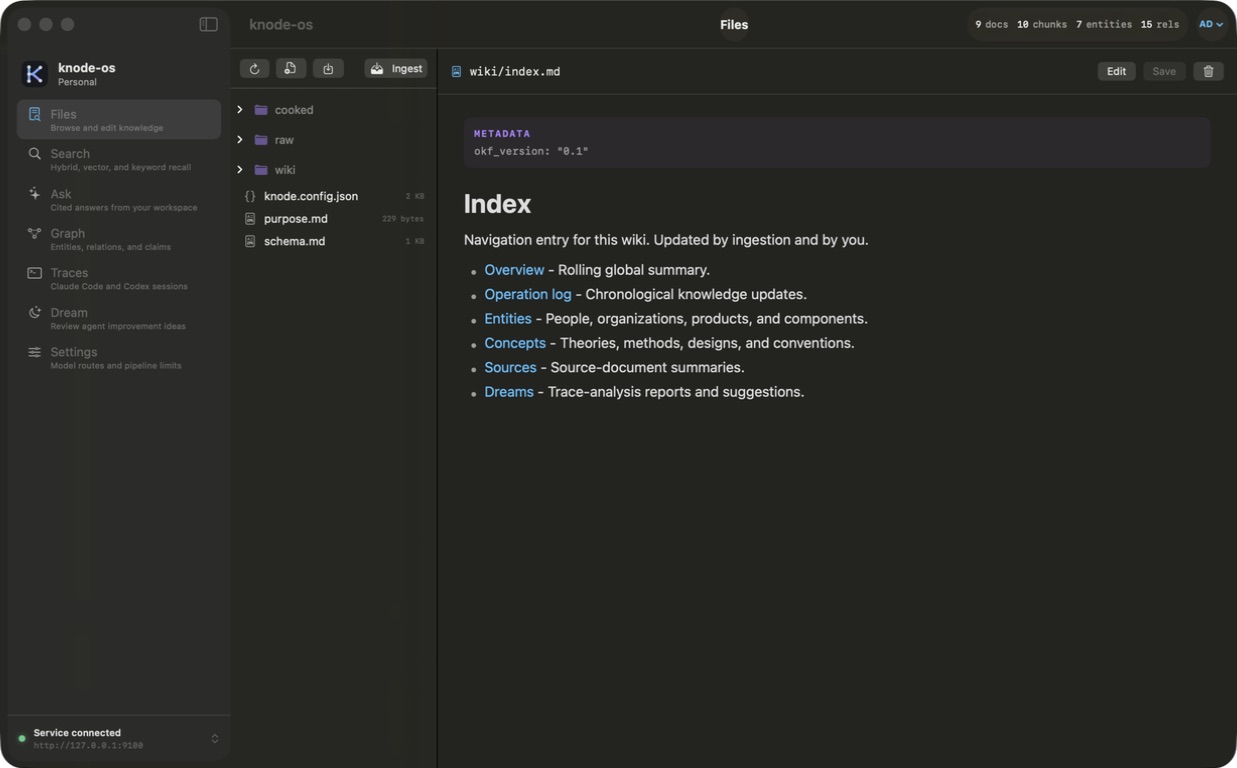 knode-os
Files
9 docs 10 chunks 7 entities 15 rels
AD
knode-os
Personal
Files
Browse and edit knowledge
Search
Hybrid, vector, and keyword recall
Ask
Cited answers from your workspace
Graph
Entities, relations, and claims
Traces
Claude Code and Codex sessions
Dream
Review agent improvement ideas
Settings
Model routes and pipeline limits
Service connected
http://127.0.0.1:9100
Ingest
cooked
raw
wiki
knode.config.json 2 KB
purpose.md 229 bytes
schema.md 1 KB
wiki/index.md
Edit
Save
METADATA
okf_version: "0.1"
Index
Navigation entry for this wiki. Updated by ingestion and by you.
Overview - Rolling global summary.
Operation log - Chronological knowledge updates.
Entities - People, organizations, products, and components.
Concepts - Theories, methods, designs, and conventions.
Sources - Source-document summaries.
Dreams - Trace-analysis reports and suggestions.